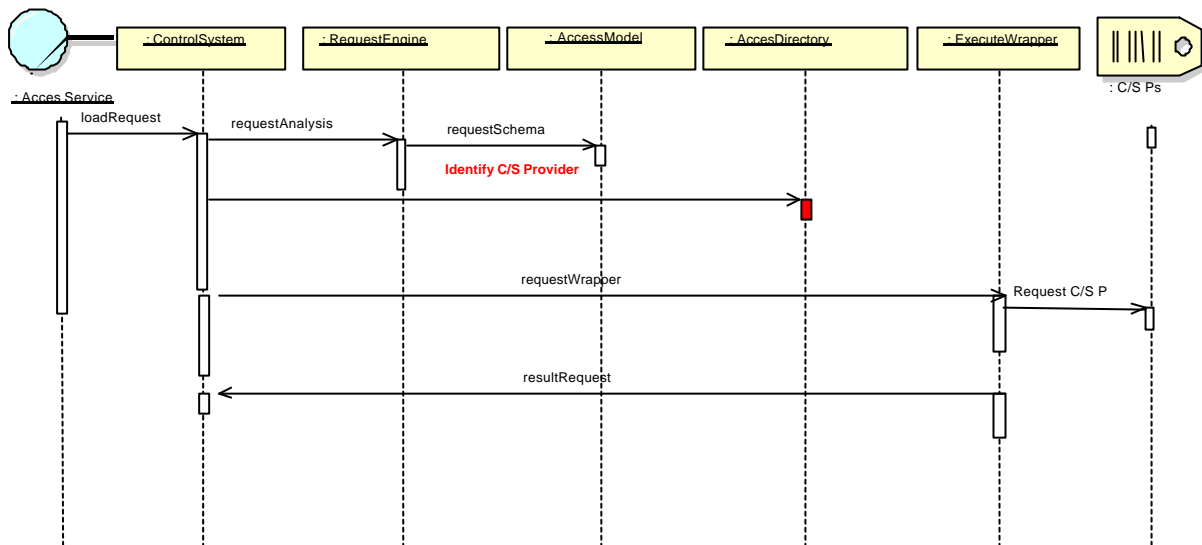 : ControlSystem
: RequestEngine
: AccessModel
: AccesDirectory
: ExecuteWrapper
: C/S Ps
: Acces Service
loadRequest
requestAnalysis
requestSchema
Identify C/S Provider
requestWrapper
Request C/S P
resultRequest